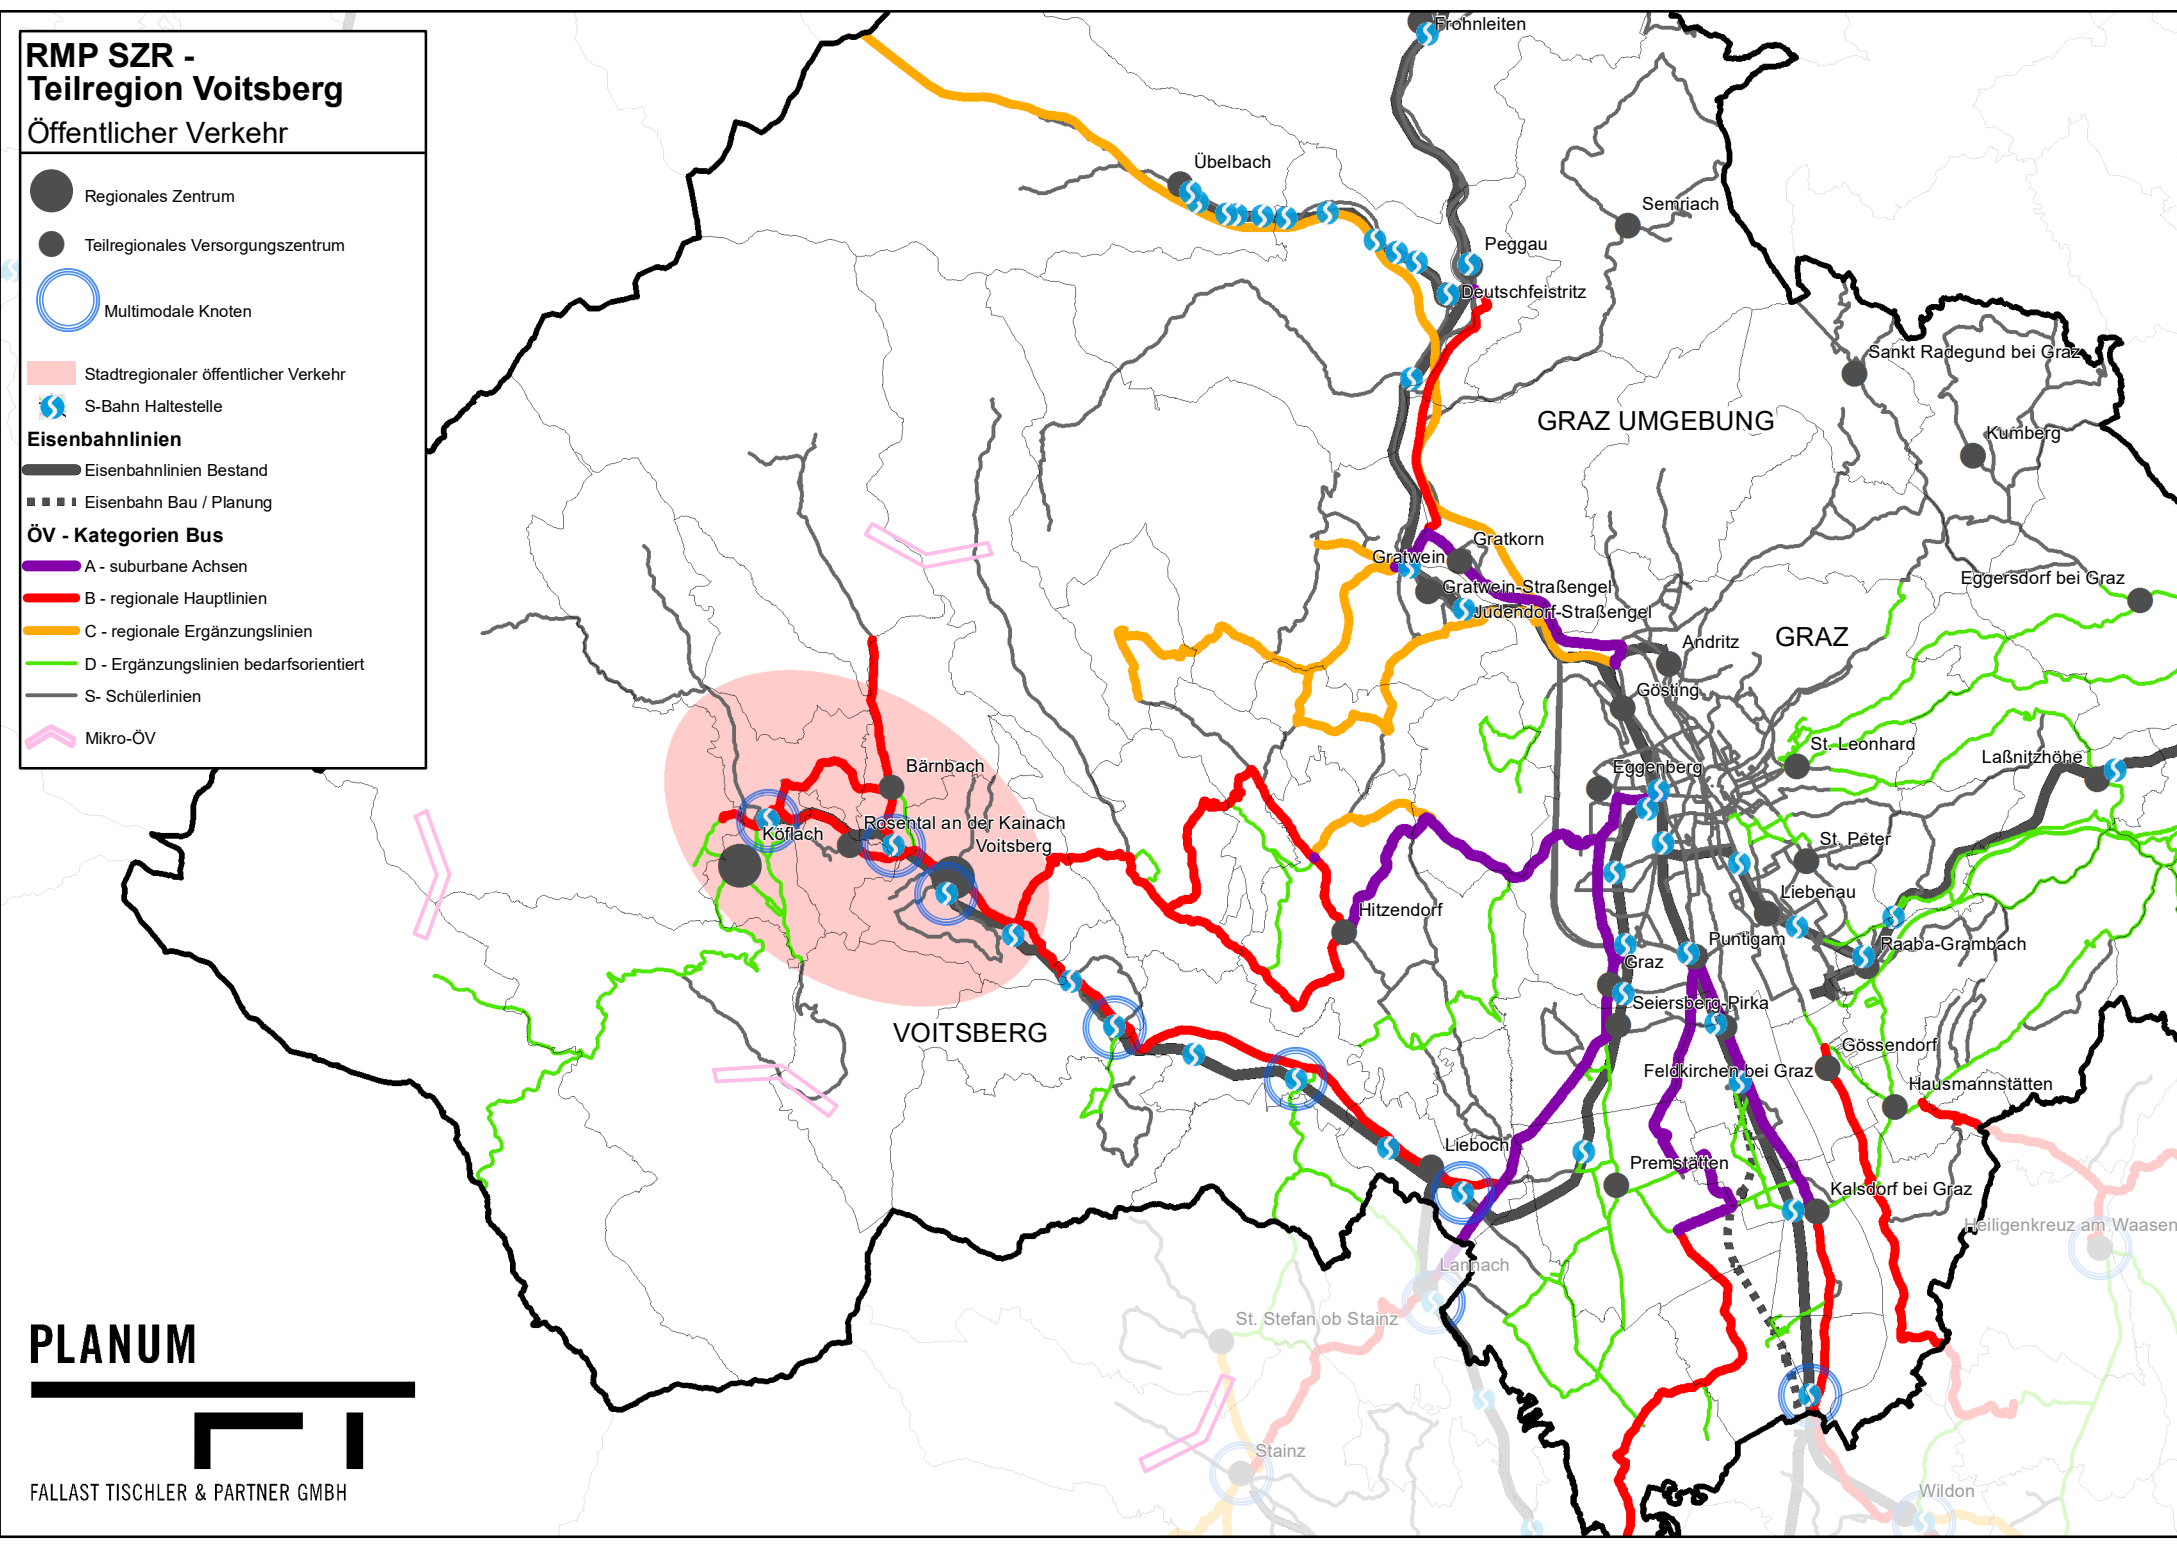 RMP SZR -
Teilregion Voitsberg
Öffentlicher Verkehr
Regionales Zentrum
Teilregionales Versorgungszentrum
Multimodale Knoten
Stadtregionaler öffentlicher Verkehr
S-Bahn Haltestelle
Eisenbahnlinien
Eisenbahnlinien Bestand
Eisenbahn Bau / Planung
ÖV - Kategorien Bus
A - suburbane Achsen
B - regionale Hauptlinien
C - regionale Ergänzungslinien
D - Ergänzungslinien bedarfsorientiert
S- Schülerlinien
Mikro-ÖV
Frohnleiten
Übelbach
Semriach
Peggau
Deutschfeistritz
Sankt Radegund bei Graz
GRAZ UMGEBUNG
Kumberg
Gratkorn
Gratwein
Gratwein-Straßengel
Judendorf-Straßengel
Eggersdorf bei Graz
GRAZ
Andritz
Gösting
St. Leonhard
Laßnitzhöhe
Eggenberg
Bärnbach
Rosental an der Kainach
Köflach
Voitsberg
St. Peter
Liebenau
Hitzendorf
Puntigam
Raaba-Grambach
Graz
Seiersberg-Pirka
VOITSBERG
Gössendorf
Feldkirchen bei Graz
Hausmannstätten
Lieboch
Premstätten
Kalsdorf bei Graz
Heiligenkreuz am Waasen
Lannach
St. Stefan ob Stainz
Stainz
Wildon
PLANUM
FALLAST TISCHLER & PARTNER GMBH